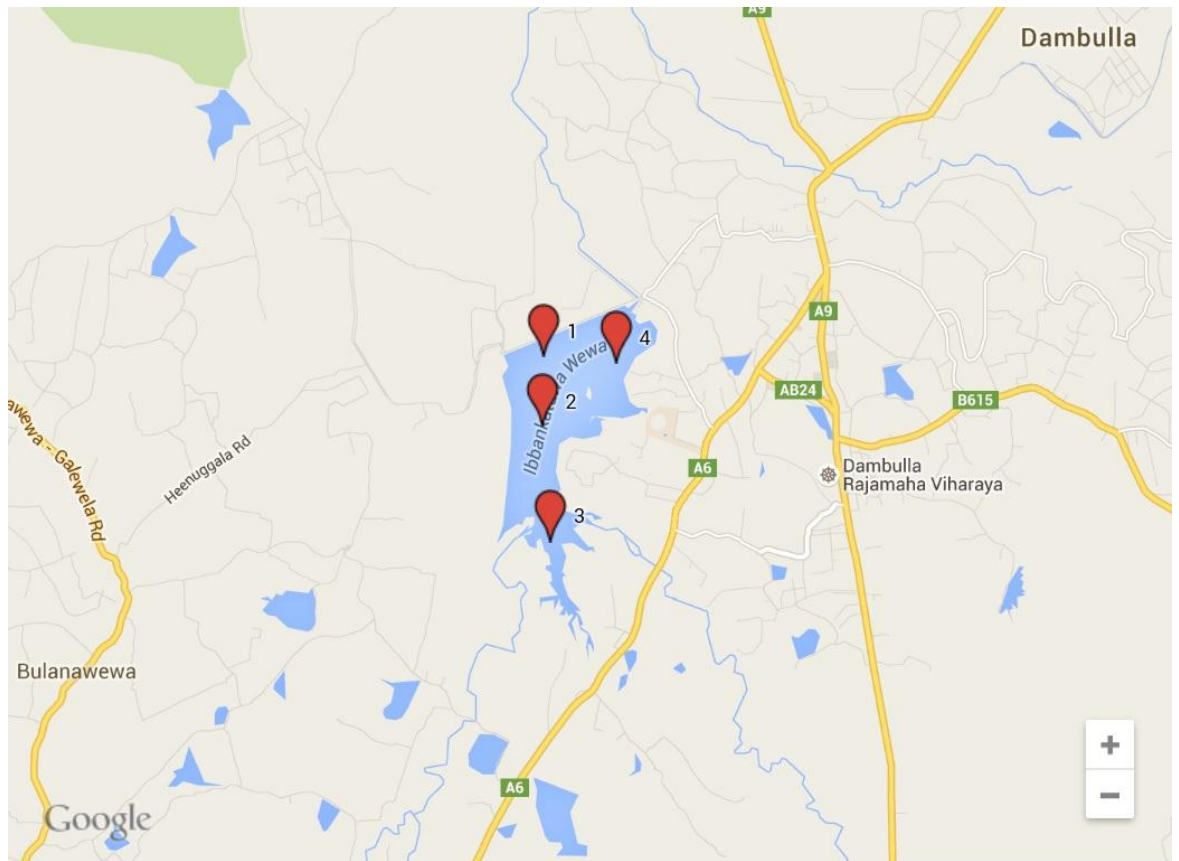 A9
Dambulla
A9
1
4
Ibbankatuwa Wewa
2
AB24
B615
awewa - Galewela Rd
Heenuggala Rd
A6
Dambulla
Rajamaha Viharaya
3
Bulanawewa
A6
Google
+
−